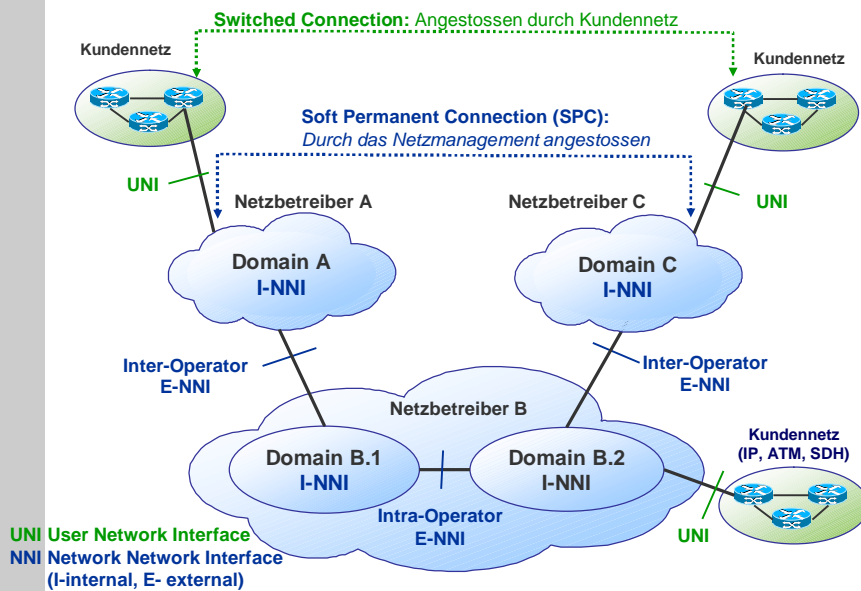 Switched Connection: Angestossen durch Kundennetz
Kundennetz
Kundennetz
Soft Permanent Connection (SPC):
Durch das Netzmanagement angestossen
UNI
UNI
Netzbetreiber A
Netzbetreiber C
Domain A
I-NNI
Domain C
I-NNI
Inter-Operator
E-NNI
Inter-Operator
E-NNI
Netzbetreiber B
Domain B.1
I-NNI
Domain B.2
I-NNI
Kundennetz
(IP, ATM, SDH)
Intra-Operator
E-NNI
UNI
UNI User Network Interface
NNI Network Network Interface
(I-internal, E- external)